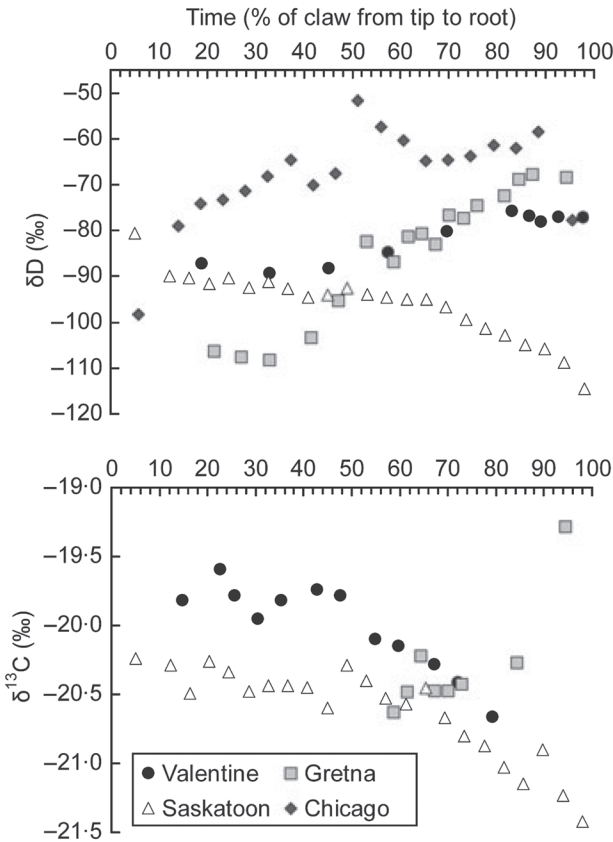 Time (% of claw from tip to root)
0 10 20 30 40 50 60 70 80 90 100
–50
–60
–70
–80
–90
–100
–110
–120
δD (‰)
0 10 20 30 40 50 60 70 80 90 100
–19·0
–19·5
–20·0
–20·5
–21·0
–21·5
δ¹³C (‰)
Valentine Gretna
Saskatoon Chicago